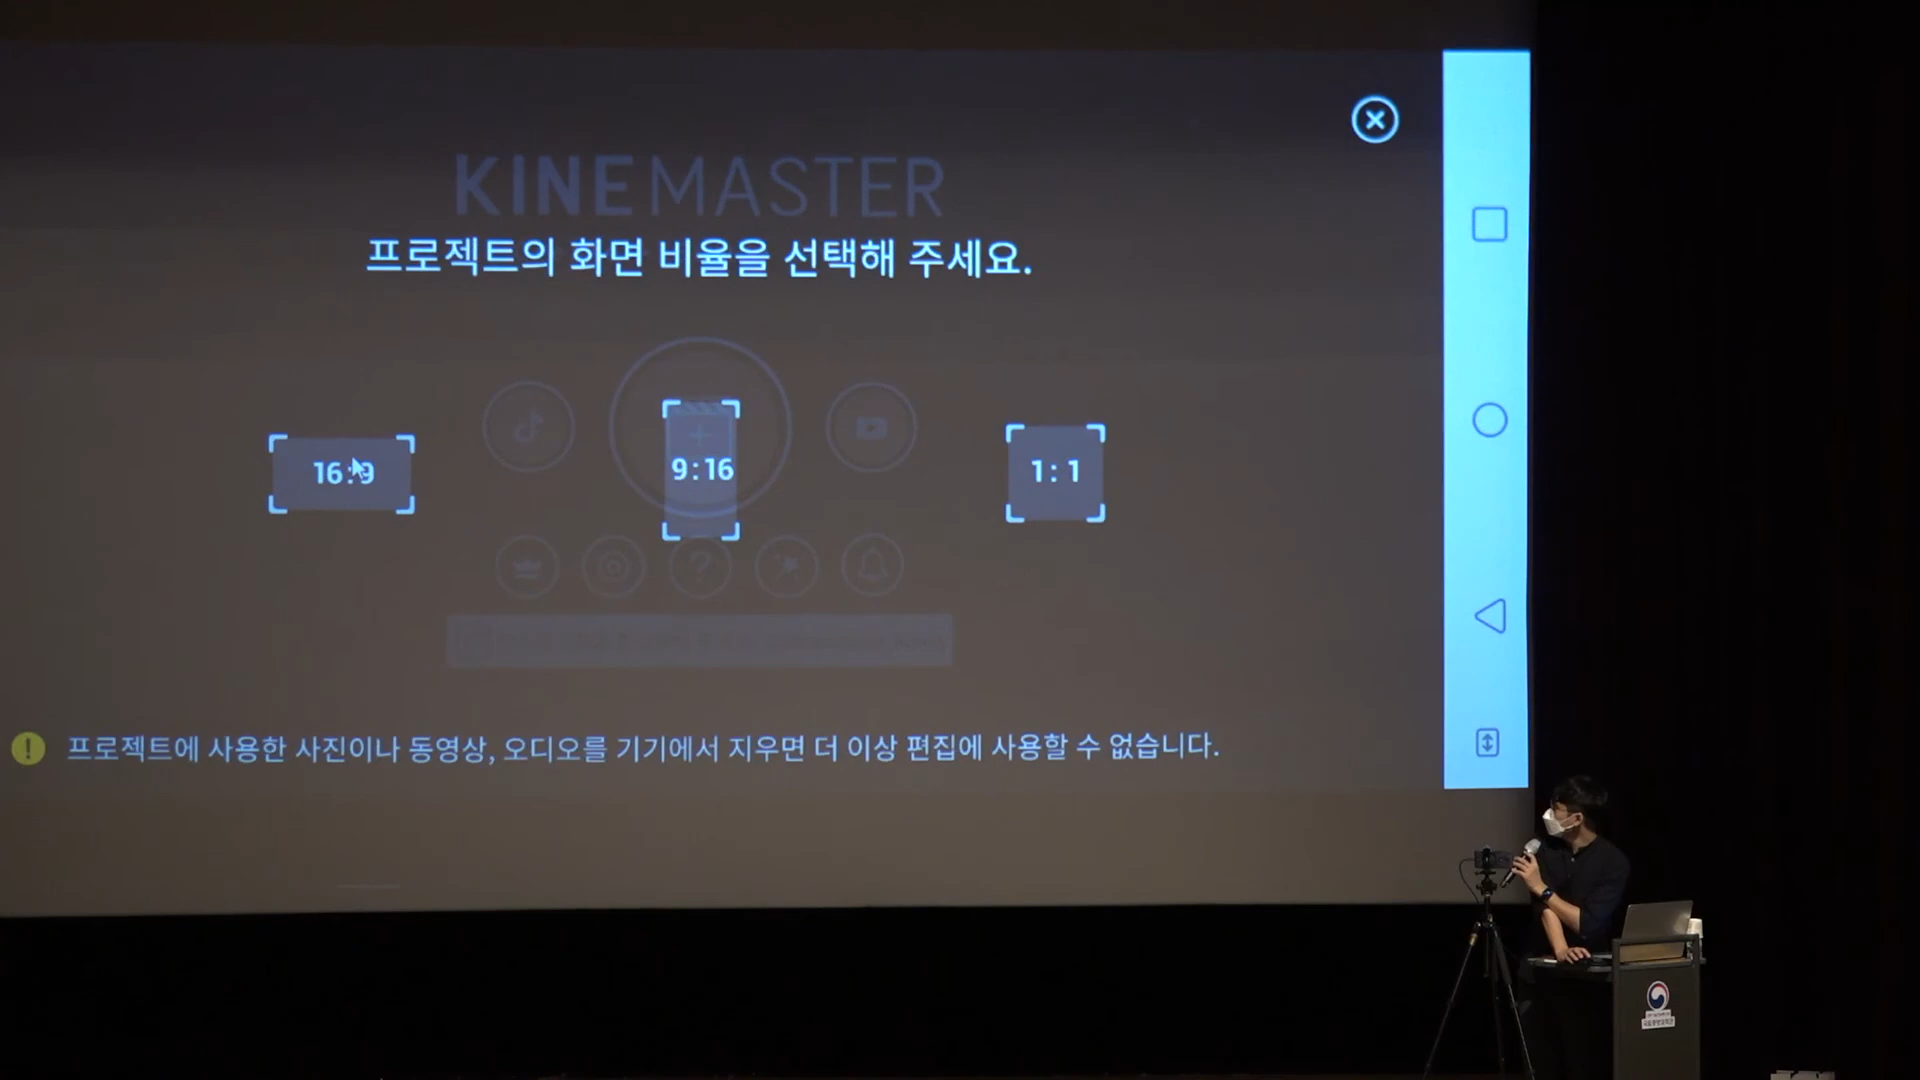 KINEMASTER
프로젝트의 화면 비율을 선택해 주세요.
16:9
9:16
1:1
프로젝트에 사용한 사진이나 동영상, 오디오를 기기에서 지우면 더 이상 편집에 사용할 수 없습니다.